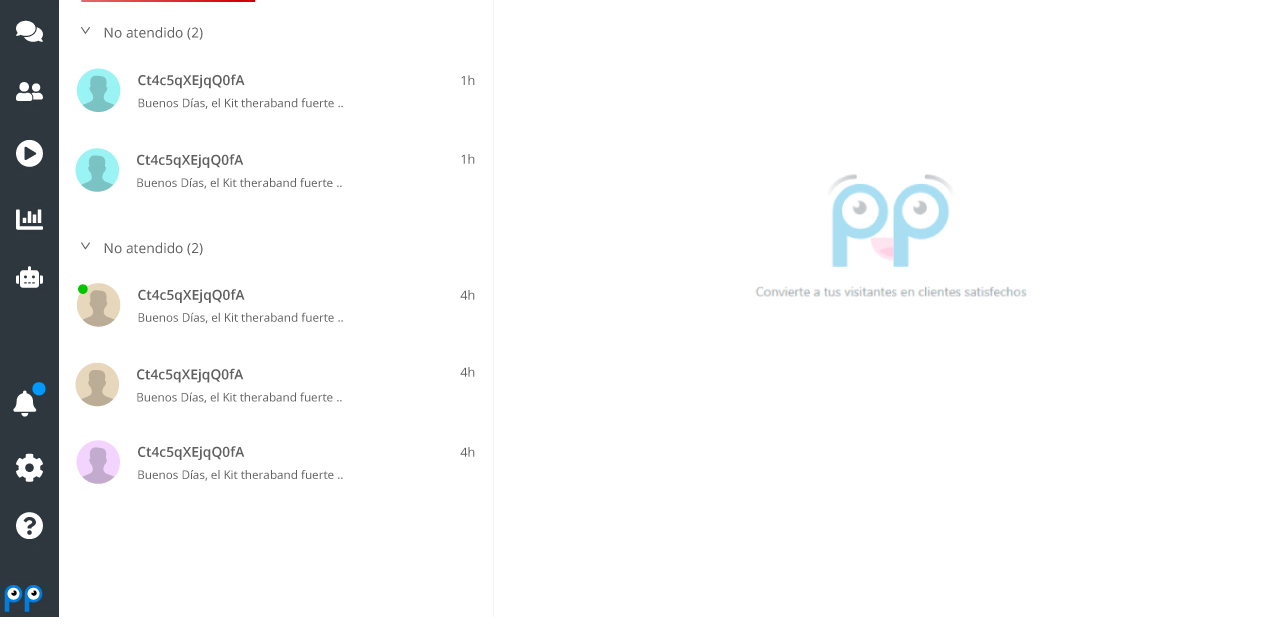 No atendido (2)
Ct4c5qXEjqQ0fA 1h
Buenos Días, el Kit theraband fuerte ..
Ct4c5qXEjqQ0fA 1h
Buenos Días, el Kit theraband fuerte ..
No atendido (2)
Ct4c5qXEjqQ0fA 4h
Buenos Días, el Kit theraband fuerte ..
Ct4c5qXEjqQ0fA 4h
Buenos Días, el Kit theraband fuerte ..
Ct4c5qXEjqQ0fA 4h
Buenos Días, el Kit theraband fuerte ..
pp
Convierte a tus visitantes en clientes satisfechos
pp